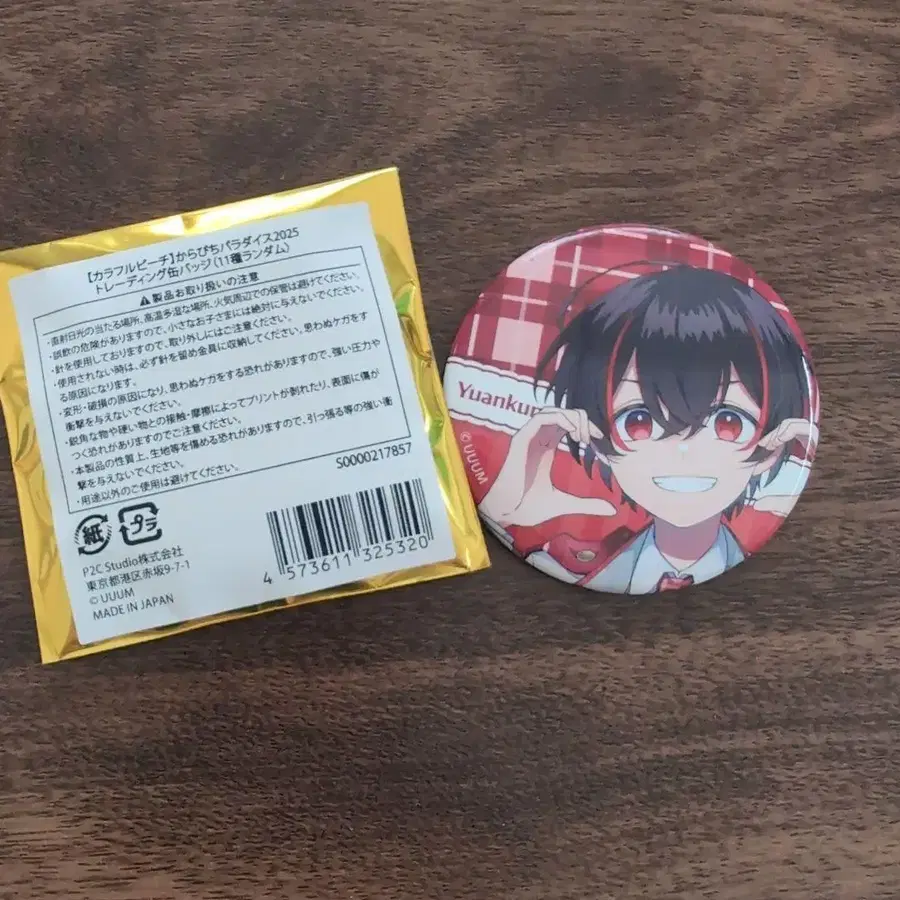 【カラフルピーチ】からぴちパラダイス2025
トレーディング缶バッジ(11種ランダム)
⚠製品お取り扱いの注意
・直射日光の当たる場所、高温多湿な場所、火気周辺での保管は避けてください。
・誤飲の危険がありますので、小さなお子さまには絶対に与えないでください。
・針を使用しておりますので、取り外しにはご注意ください。
・使用されない時は、必ず針を留め金具に収納してください。思わぬケガをす
る原因になります。
・変形・破損の原因になり、思わぬケガをする恐れがありますので、強い圧力や
衝撃を与えないでください。
・鋭角な物や硬い物との接触・摩擦によってプリントが剥れたり、表面に傷が
つく恐れがありますのでご注意ください。
・本製品の性質上、生地等を傷める恐れがありますので、引っ張る等の強い衝
撃を与えないでください。
・用途以外のご使用は避けてください。
S0000217857
紙
プラ
P2C Studio株式会社
東京都港区赤坂9-7-1
© UUUM
MADE IN JAPAN
4 573611 325320
Yuankun
© UUUM